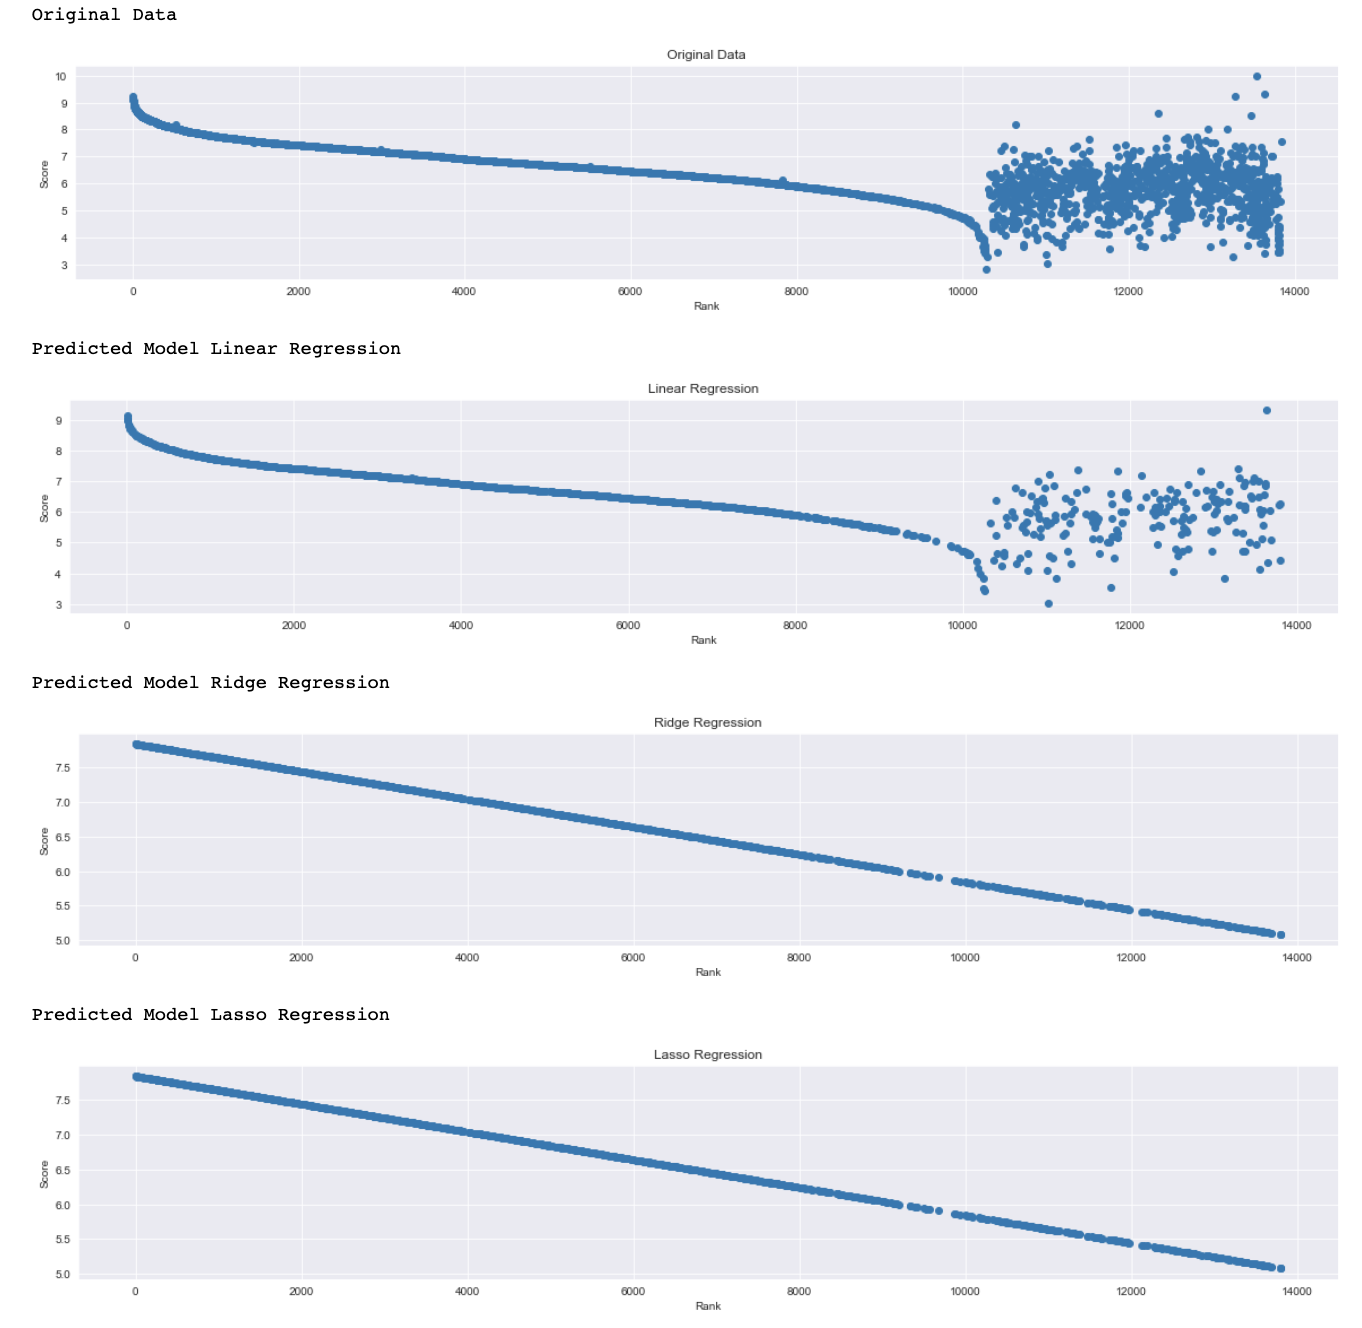 Original Data
Original Data
10
9
8
7
6
5
4
3
Score
0 2000 4000 6000 8000 10000 12000 14000
Rank
Predicted Model Linear Regression
Linear Regression
9
8
7
6
5
4
3
Score
0 2000 4000 6000 8000 10000 12000 14000
Rank
Predicted Model Ridge Regression
Ridge Regression
7.5
7.0
6.5
6.0
5.5
5.0
Score
0 2000 4000 6000 8000 10000 12000 14000
Rank
Predicted Model Lasso Regression
Lasso Regression
7.5
7.0
6.5
6.0
5.5
5.0
Score
0 2000 4000 6000 8000 10000 12000 14000
Rank